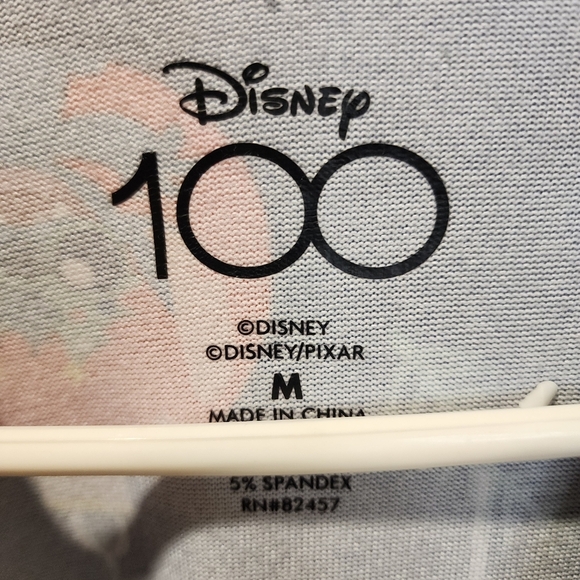 Disney
100
©DISNEY
©DISNEY/PIXAR
M
MADE IN CHINA
5% SPANDEX
RN#82457